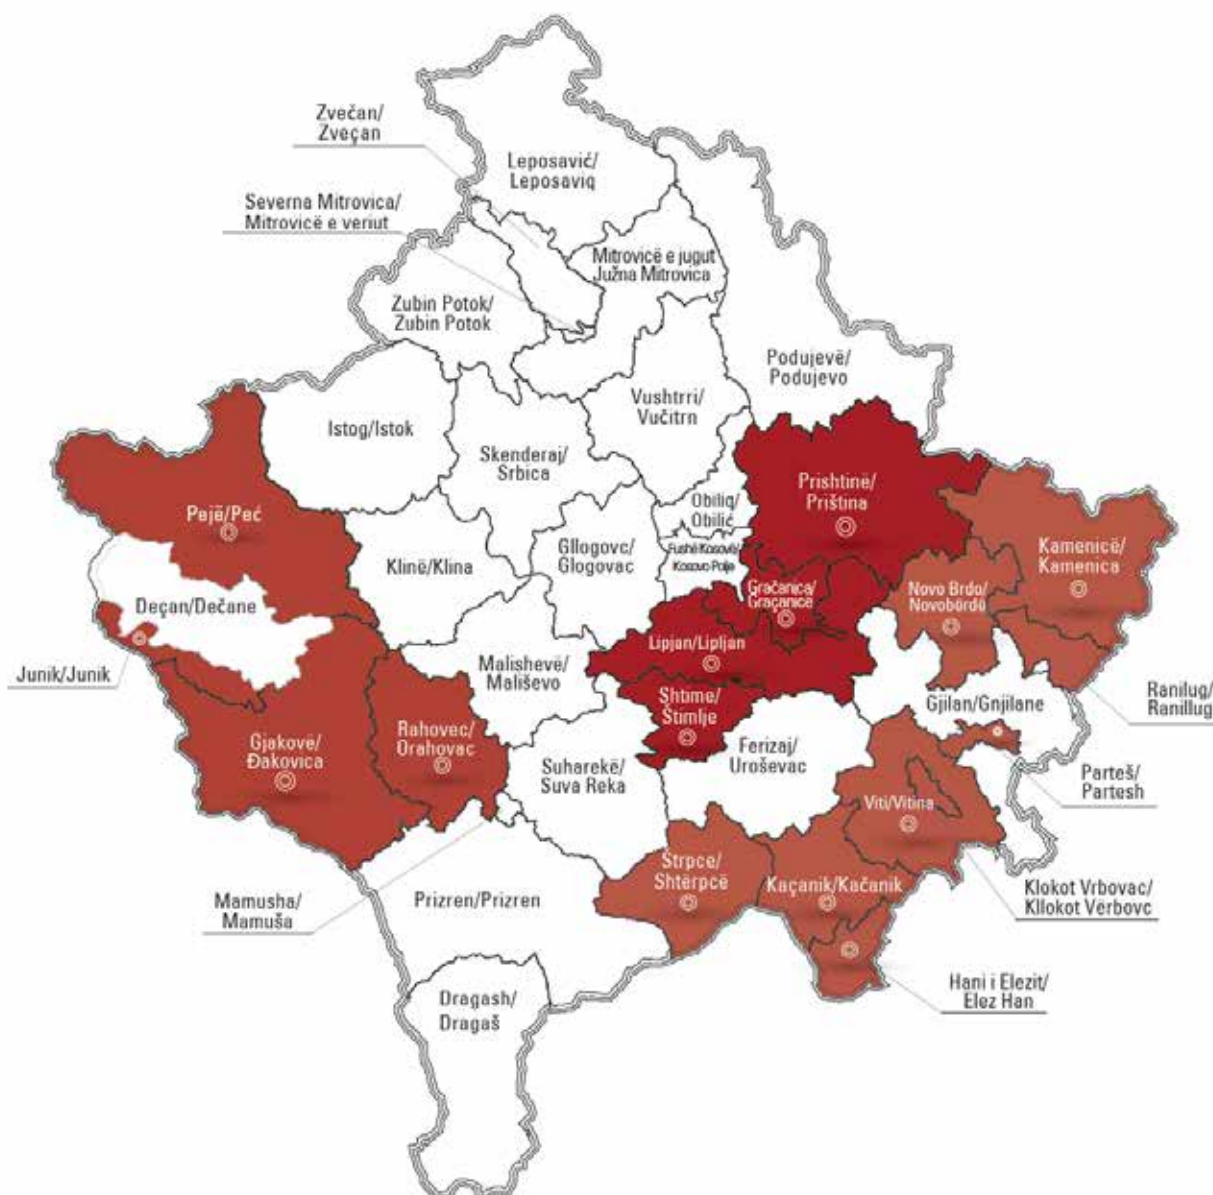 Zvečan/
Zveçan
Leposavić/
Leposaviq
Severna Mitrovica/
Mitrovicë e veriut
Mitrovicë e jugut
Južna Mitrovica
Zubin Potok/
Zubin Potok
Podujevë/
Podujevo
Vushtrri/
Vučitrn
Istog/Istok
Skenderaj/
Srbica
Prishtinë/
Priština
Obiliq/
Obilić
Pejë/Peć
Gllogovc/
Glogovac
Fushë Kosovë/
Kosovo Polje
Kamenicë/
Kamenica
Klinë/Klina
Gračanica/
Graçanice
Novo Brdo/
Novobërdo
Deçan/Dečane
Lipjan/Lipljan
Junik/Junik
Malishevë/
Mališevo
Shtime/
Štimlje
Gjilan/Gnjilane
Ranilug/
Ranillug
Gjakovë/
Đakovica
Rahovec/
Orahovac
Ferizaj/
Uroševac
Suharekë/
Suva Reka
Parteš/
Partesh
Viti/Vitina
Štrpce/
Shtërpcë
Kaçanik/Kačanik
Klokot Vrbovac/
Kllokot Vërbovc
Mamusha/
Mamuša
Prizren/Prizren
Hani i Elezit/
Elez Han
Dragash/
Dragaš